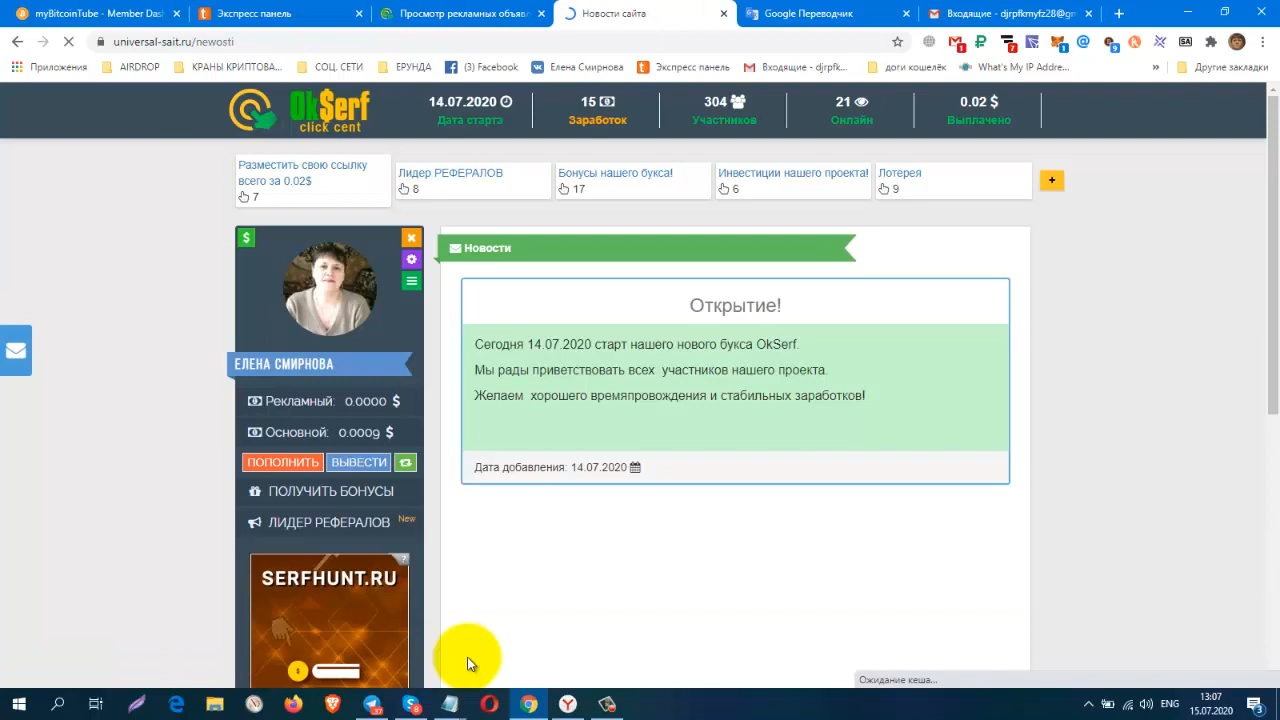 myBitcoinTube - Member Dash
Экспресс панель
Просмотр рекламных объявл
Новости сайта
Google Переводчик
Входящие - djrpfkmyfz28@gm
universal-sait.ru/newosti
Приложения
AIRDROP
КРАНЫ КРИПТОВА...
СОЦ. СЕТИ
ЕРУНДА
(3) Facebook
Елена Смирнова
Экспресс панель
Входящие - djrpfk...
доги кошелёк
What's My IP Addre...
Другие закладки
Ok$erf
click cent
14.07.2020
Дата старта
15
Заработок
304
Участников
21
Онлайн
0.02 $
Выплачено
Разместить свою ссылку
всего за 0.02$
7
Лидер РЕФЕРАЛОВ
8
Бонусы нашего букса!
17
Инвестиции нашего проекта!
6
Лотерея
9
+
$
ЕЛЕНА СМИРНОВА
Рекламный: 0.0000 $
Основной: 0.0009 $
ПОПОЛНИТЬ
ВЫВЕСТИ
ПОЛУЧИТЬ БОНУСЫ
ЛИДЕР РЕФЕРАЛОВ New
SERFHUNT.RU
Новости
Открытие!
Сегодня 14.07.2020 старт нашего нового букса OkSerf.
Мы рады приветствовать всех участников нашего проекта.
Желаем хорошего времяпровождения и стабильных заработков!
Дата добавления: 14.07.2020
Ожидание кеша...
ENG
13:07
15.07.2020